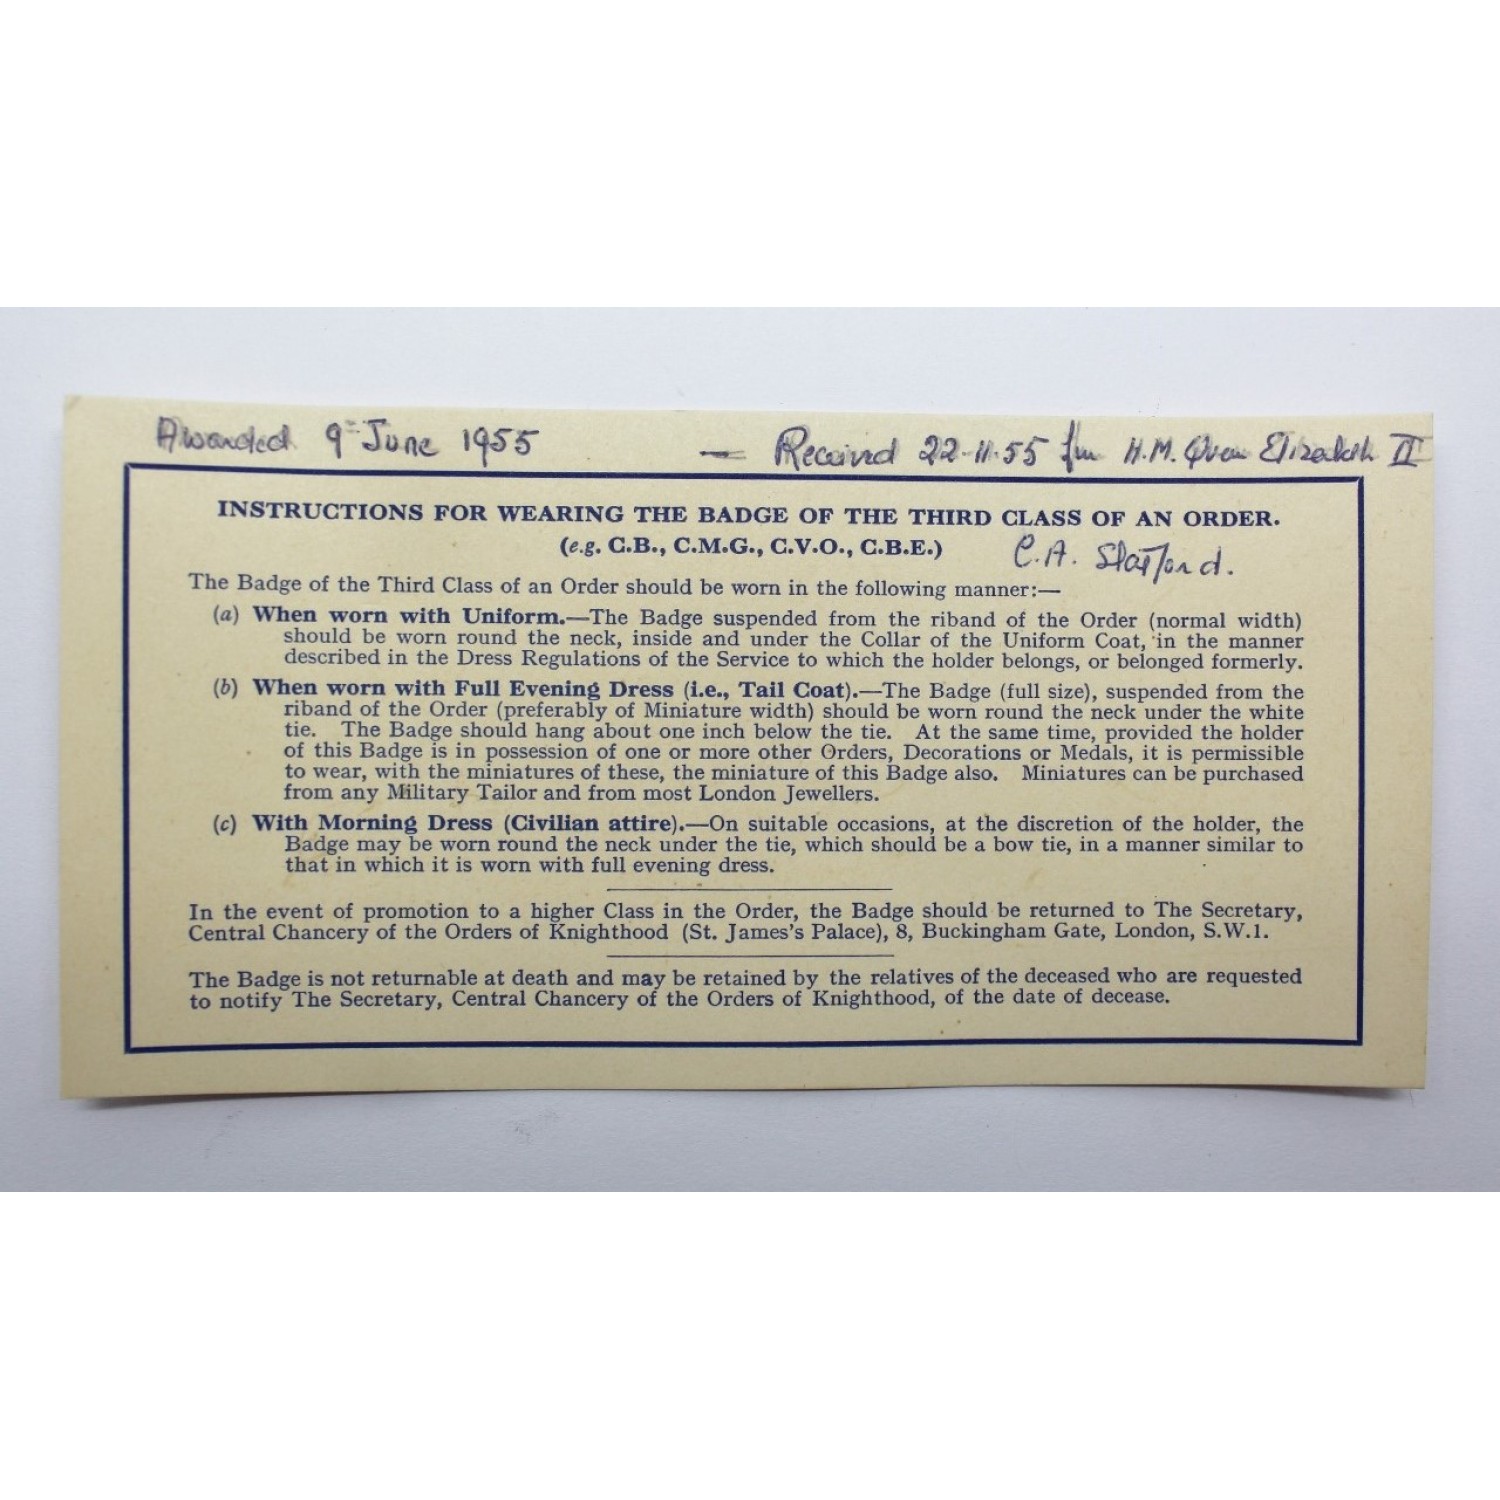 Awarded 9= June 1955 — Received 22-11-55 fm H.M. Queen Elizabeth II
INSTRUCTIONS FOR WEARING THE BADGE OF THE THIRD CLASS OF AN ORDER.
(e.g. C.B., C.M.G., C.V.O., C.B.E.) C.A.
The Badge of the Third Class of an Order should be worn in the following manner:—
(a) When worn with Uniform.—The Badge suspended from the riband of the Order (normal width)
should be worn round the neck, inside and under the Collar of the Uniform Coat, in the manner
described in the Dress Regulations of the Service to which the holder belongs, or belonged formerly.
(b) When worn with Full Evening Dress (i.e., Tail Coat).—The Badge (full size), suspended from the
riband of the Order (preferably of Miniature width) should be worn round the neck under the white
tie. The Badge should hang about one inch below the tie. At the same time, provided the holder
of this Badge is in possession of one or more other Orders, Decorations or Medals, it is permissible
to wear, with the miniatures of these, the miniature of this Badge also. Miniatures can be purchased
from any Military Tailor and from most London Jewellers.
(c) With Morning Dress (Civilian attire).—On suitable occasions, at the discretion of the holder, the
Badge may be worn round the neck under the tie, which should be a bow tie, in a manner similar to
that in which it is worn with full evening dress.
In the event of promotion to a higher Class in the Order, the Badge should be returned to The Secretary,
Central Chancery of the Orders of Knighthood (St. James's Palace), 8, Buckingham Gate, London, S.W.1.
The Badge is not returnable at death and may be retained by the relatives of the deceased who are requested
to notify The Secretary, Central Chancery of the Orders of Knighthood, of the date of decease.